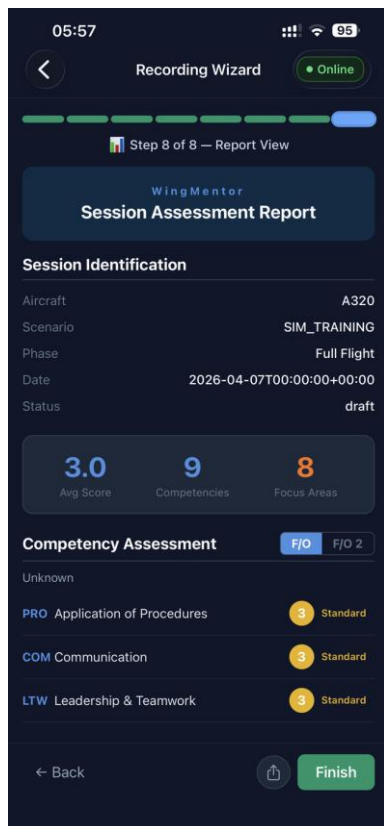 05:57 95
Recording Wizard Online
Step 8 of 8 — Report View
WingMentor
Session Assessment Report
Session Identification
Aircraft A320
Scenario SIM_TRAINING
Phase Full Flight
Date 2026-04-07T00:00:00+00:00
Status draft
3.0 9 8
Avg Score Competencies Focus Areas
Competency Assessment F/O F/O 2
Unknown
PRO Application of Procedures 3 Standard
COM Communication 3 Standard
LTW Leadership & Teamwork 3 Standard
← Back Finish